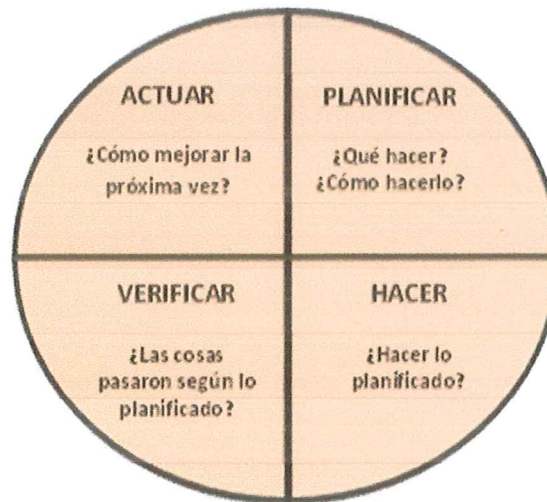 ACTUAR
¿Cómo mejorar la
próxima vez?
PLANIFICAR
¿Qué hacer?
¿Cómo hacerlo?
VERIFICAR
¿Las cosas
pasaron según lo
planificado?
HACER
¿Hacer lo
planificado?